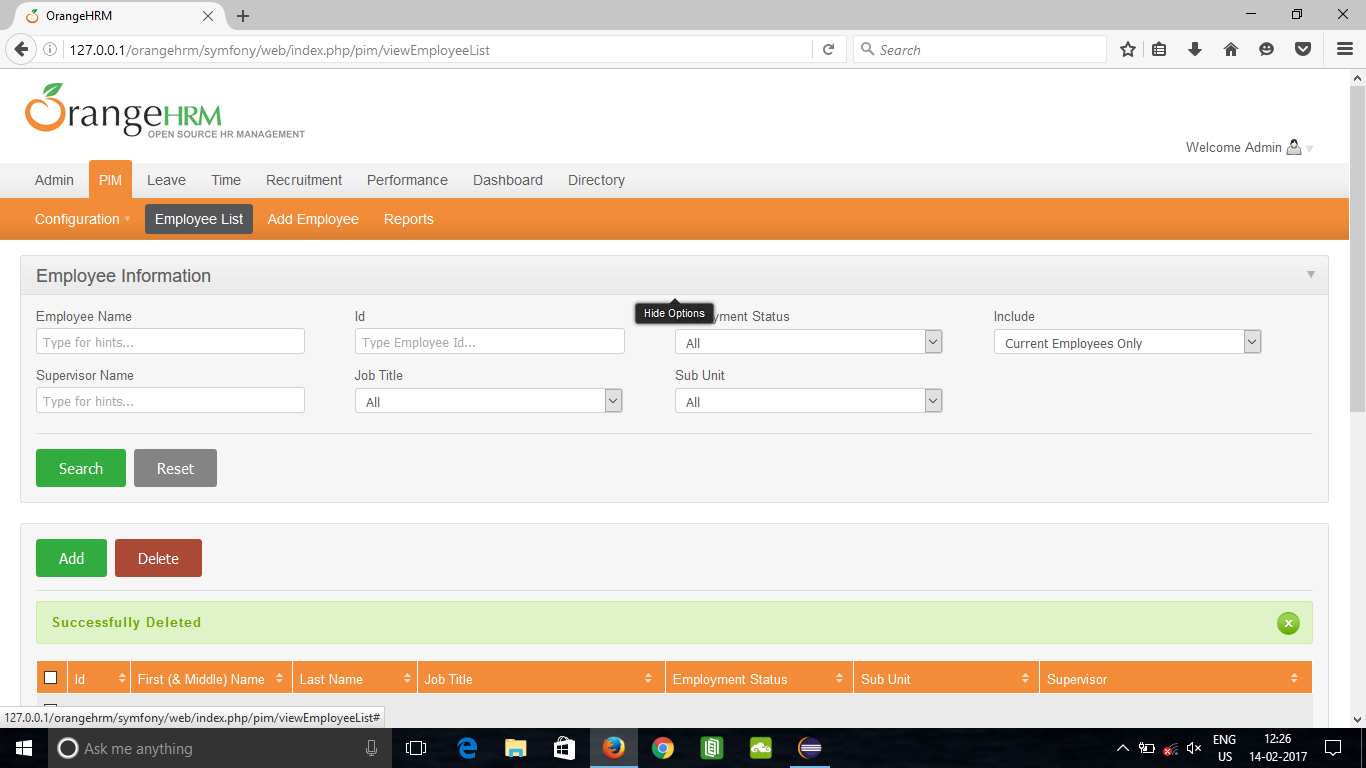 OrangeHRM
127.0.0.1/orangehrm/symfony/web/index.php/pim/viewEmployeeList
Search
OrangeHRM
OPEN SOURCE HR MANAGEMENT
Welcome Admin
Admin PIM Leave Time Recruitment Performance Dashboard Directory
Configuration Employee List Add Employee Reports
Employee Information
Hide Options
Employee Name Id yment Status Include
Type for hints... Type Employee Id... All Current Employees Only
Supervisor Name Job Title Sub Unit
Type for hints... All All
Search Reset
Add Delete
Successfully Deleted
x
Id First (& Middle) Name Last Name Job Title Employment Status Sub Unit Supervisor
127.0.0.1/orangehrm/symfony/web/index.php/pim/viewEmployeeList#
Ask me anything
ENG
US
12:26
14-02-2017